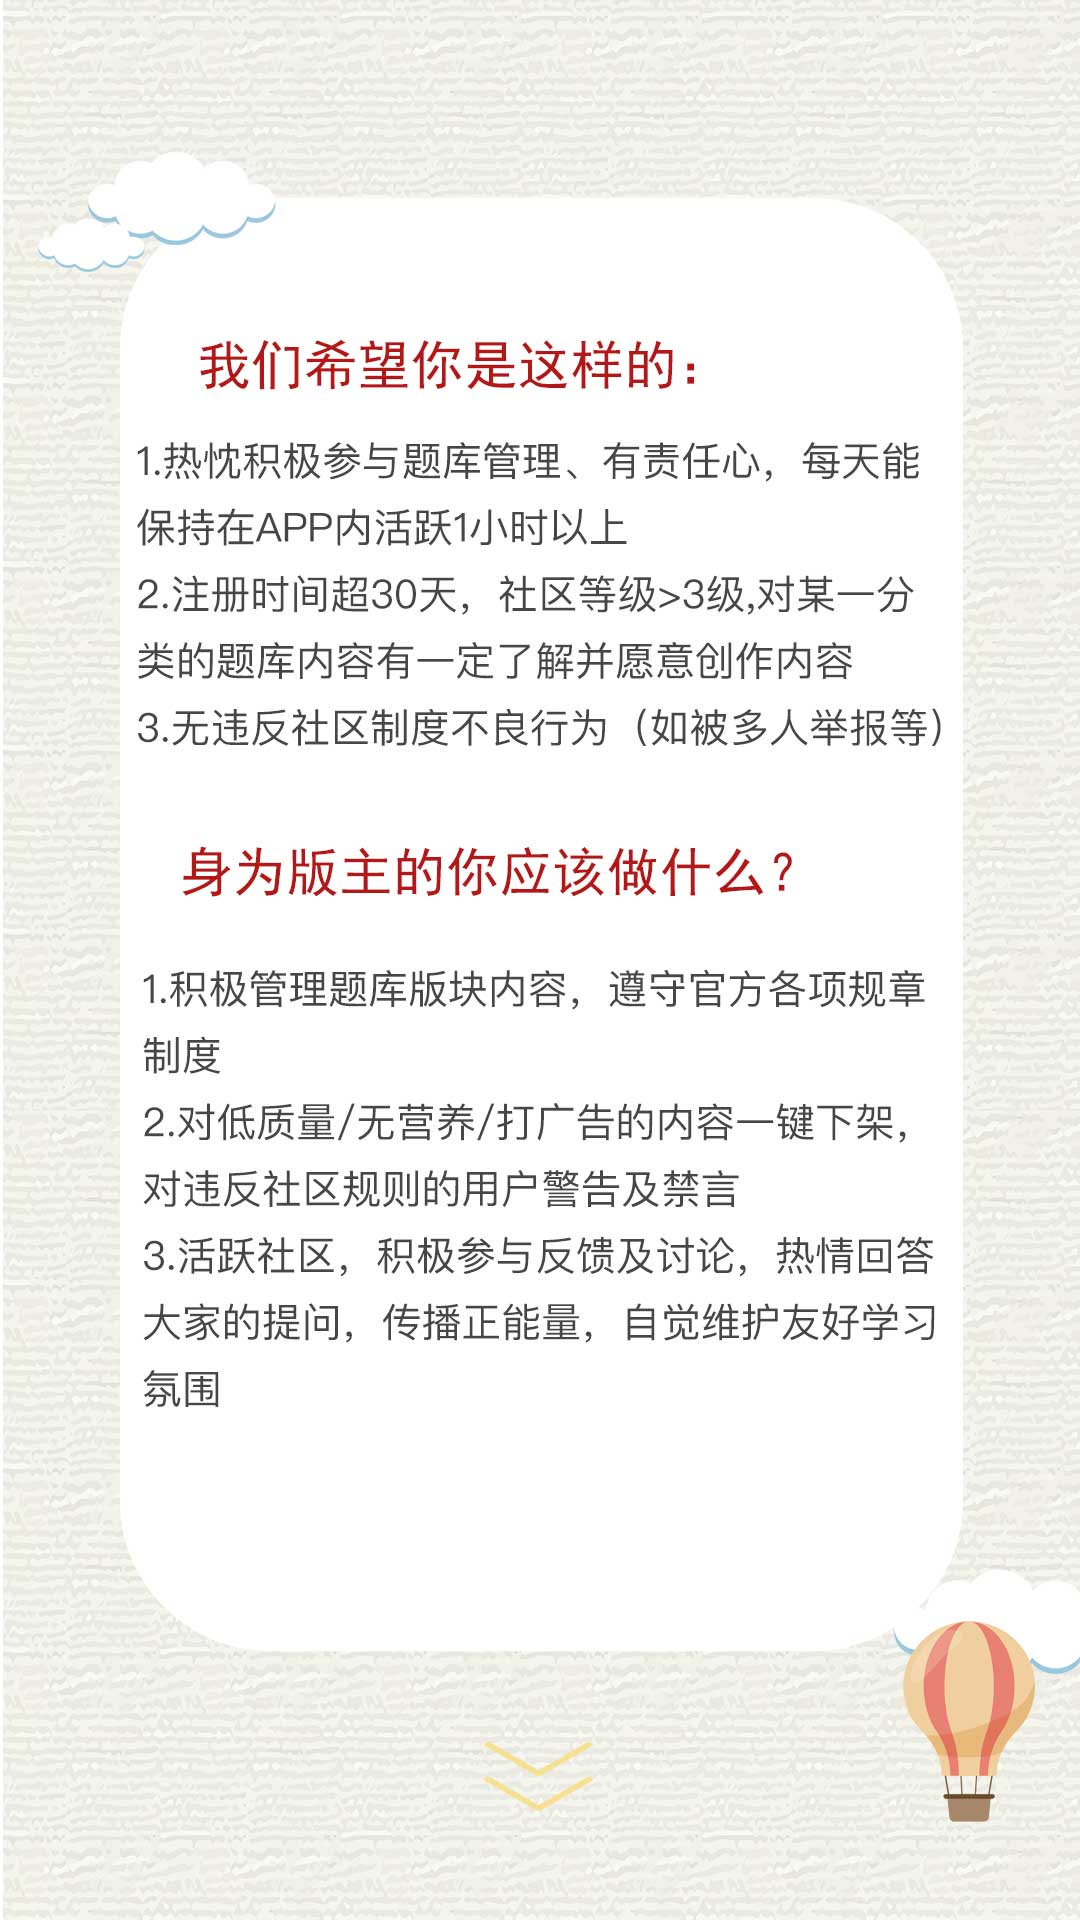 我们希望你是这样的：
1.热忱积极参与题库管理、有责任心，每天能
保持在APP内活跃1小时以上
2.注册时间超30天，社区等级>3级,对某一分
类的题库内容有一定了解并愿意创作内容
3.无违反社区制度不良行为（如被多人举报等）
身为版主的你应该做什么？
1.积极管理题库版块内容，遵守官方各项规章
制度
2.对低质量/无营养/打广告的内容一键下架，
对违反社区规则的用户警告及禁言
3.活跃社区，积极参与反馈及讨论，热情回答
大家的提问，传播正能量，自觉维护友好学习
氛围